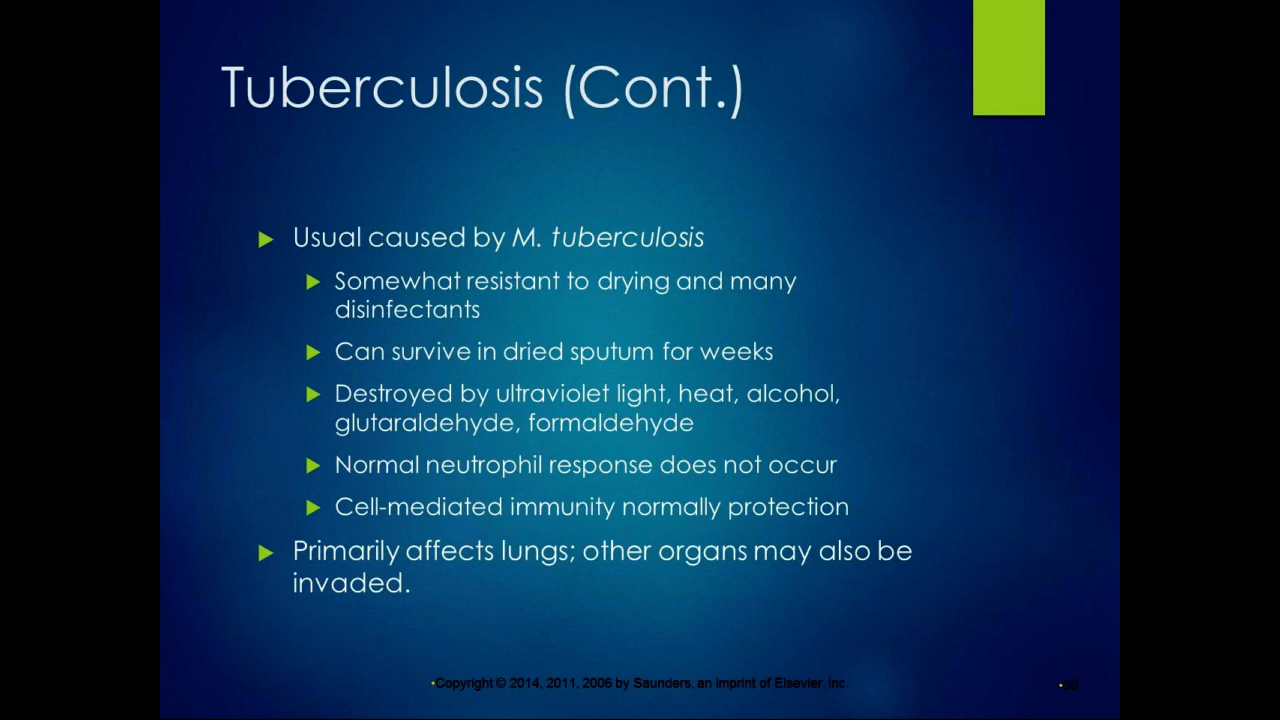 Tuberculosis (Cont.)
Usual caused by M. tuberculosis
Somewhat resistant to drying and many
disinfectants
Can survive in dried sputum for weeks
Destroyed by ultraviolet light, heat, alcohol,
glutaraldehyde, formaldehyde
Normal neutrophil response does not occur
Cell-mediated immunity normally protection
Primarily affects lungs; other organs may also be
invaded.
•Copyright © 2014, 2011, 2006 by Saunders, an imprint of Elsevier, Inc.